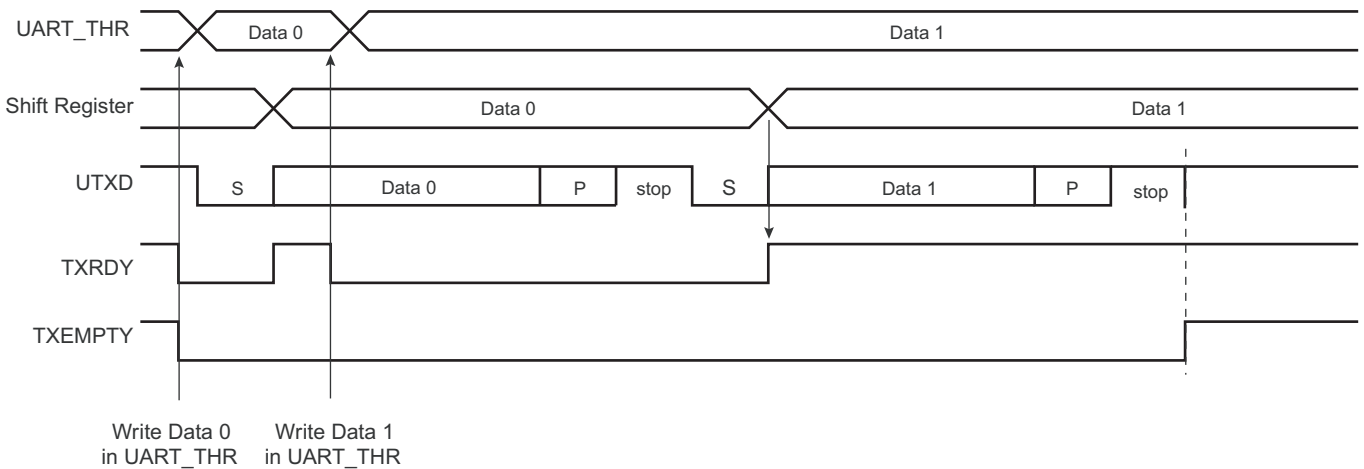 UART_THR
Data 0
Data 1
Shift Register
Data 0
Data 1
UTXD
S
Data 0
P
stop
S
Data 1
P
stop
TXRDY
TXEMPTY
Write Data 0
in UART_THR
Write Data 1
in UART_THR